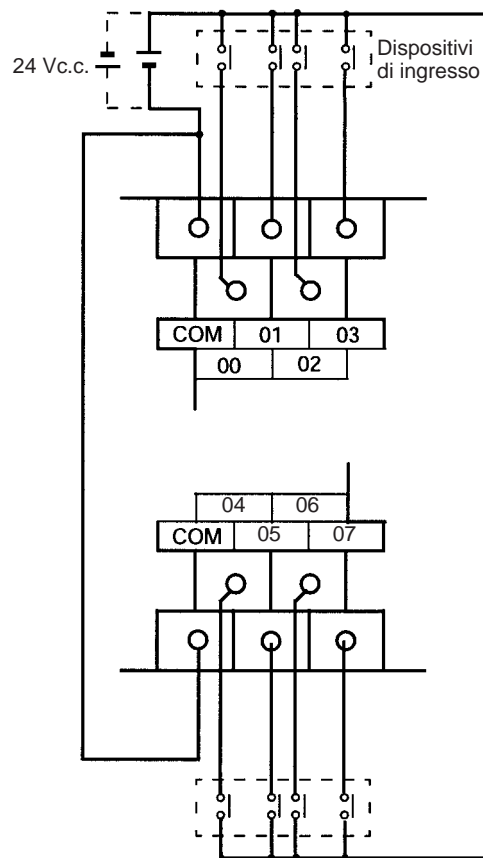 24 Vc.c.
Dispositivi
di ingresso
COM 01 03
00 02
04 06
COM 05 07